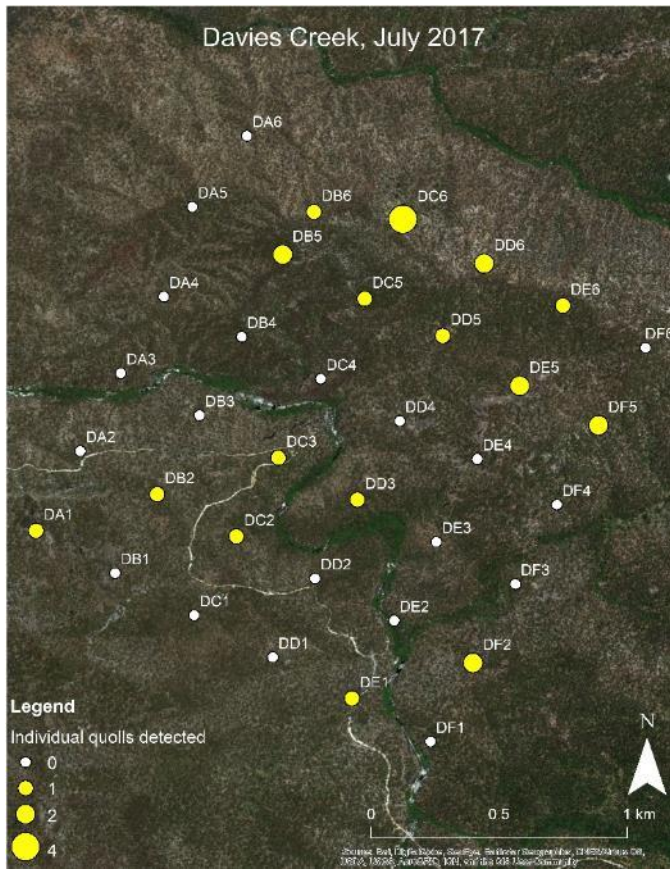 Davies Creek, July 2017
DA6
DA5
DB6
DC6
DB5
DD6
DA4
DC5
DE6
DB4
DD5
DF6
DA3
DC4
DE5
DB3
DD4
DF5
DA2
DC3
DE4
DB2
DD3
DF4
DA1
DC2
DE3
DB1
DD2
DF3
DC1
DE2
DD1
DF2
DE1
DF1
Legend
Individual quolls detected
0
1
2
4
N
0 0.5 1 km